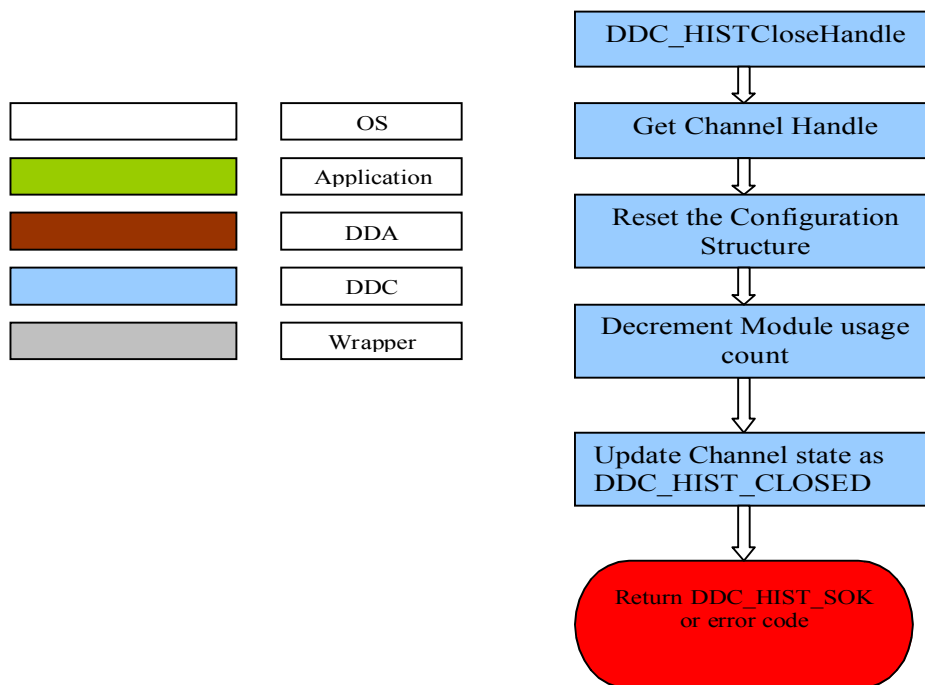 OS
Application
DDA
DDC
Wrapper
DDC_HISTCloseHandle
Get Channel Handle
Reset the Configuration
Structure
Decrement Module usage
count
Update Channel state as
DDC_HIST_CLOSED
Return DDC_HIST_SOK
or error code